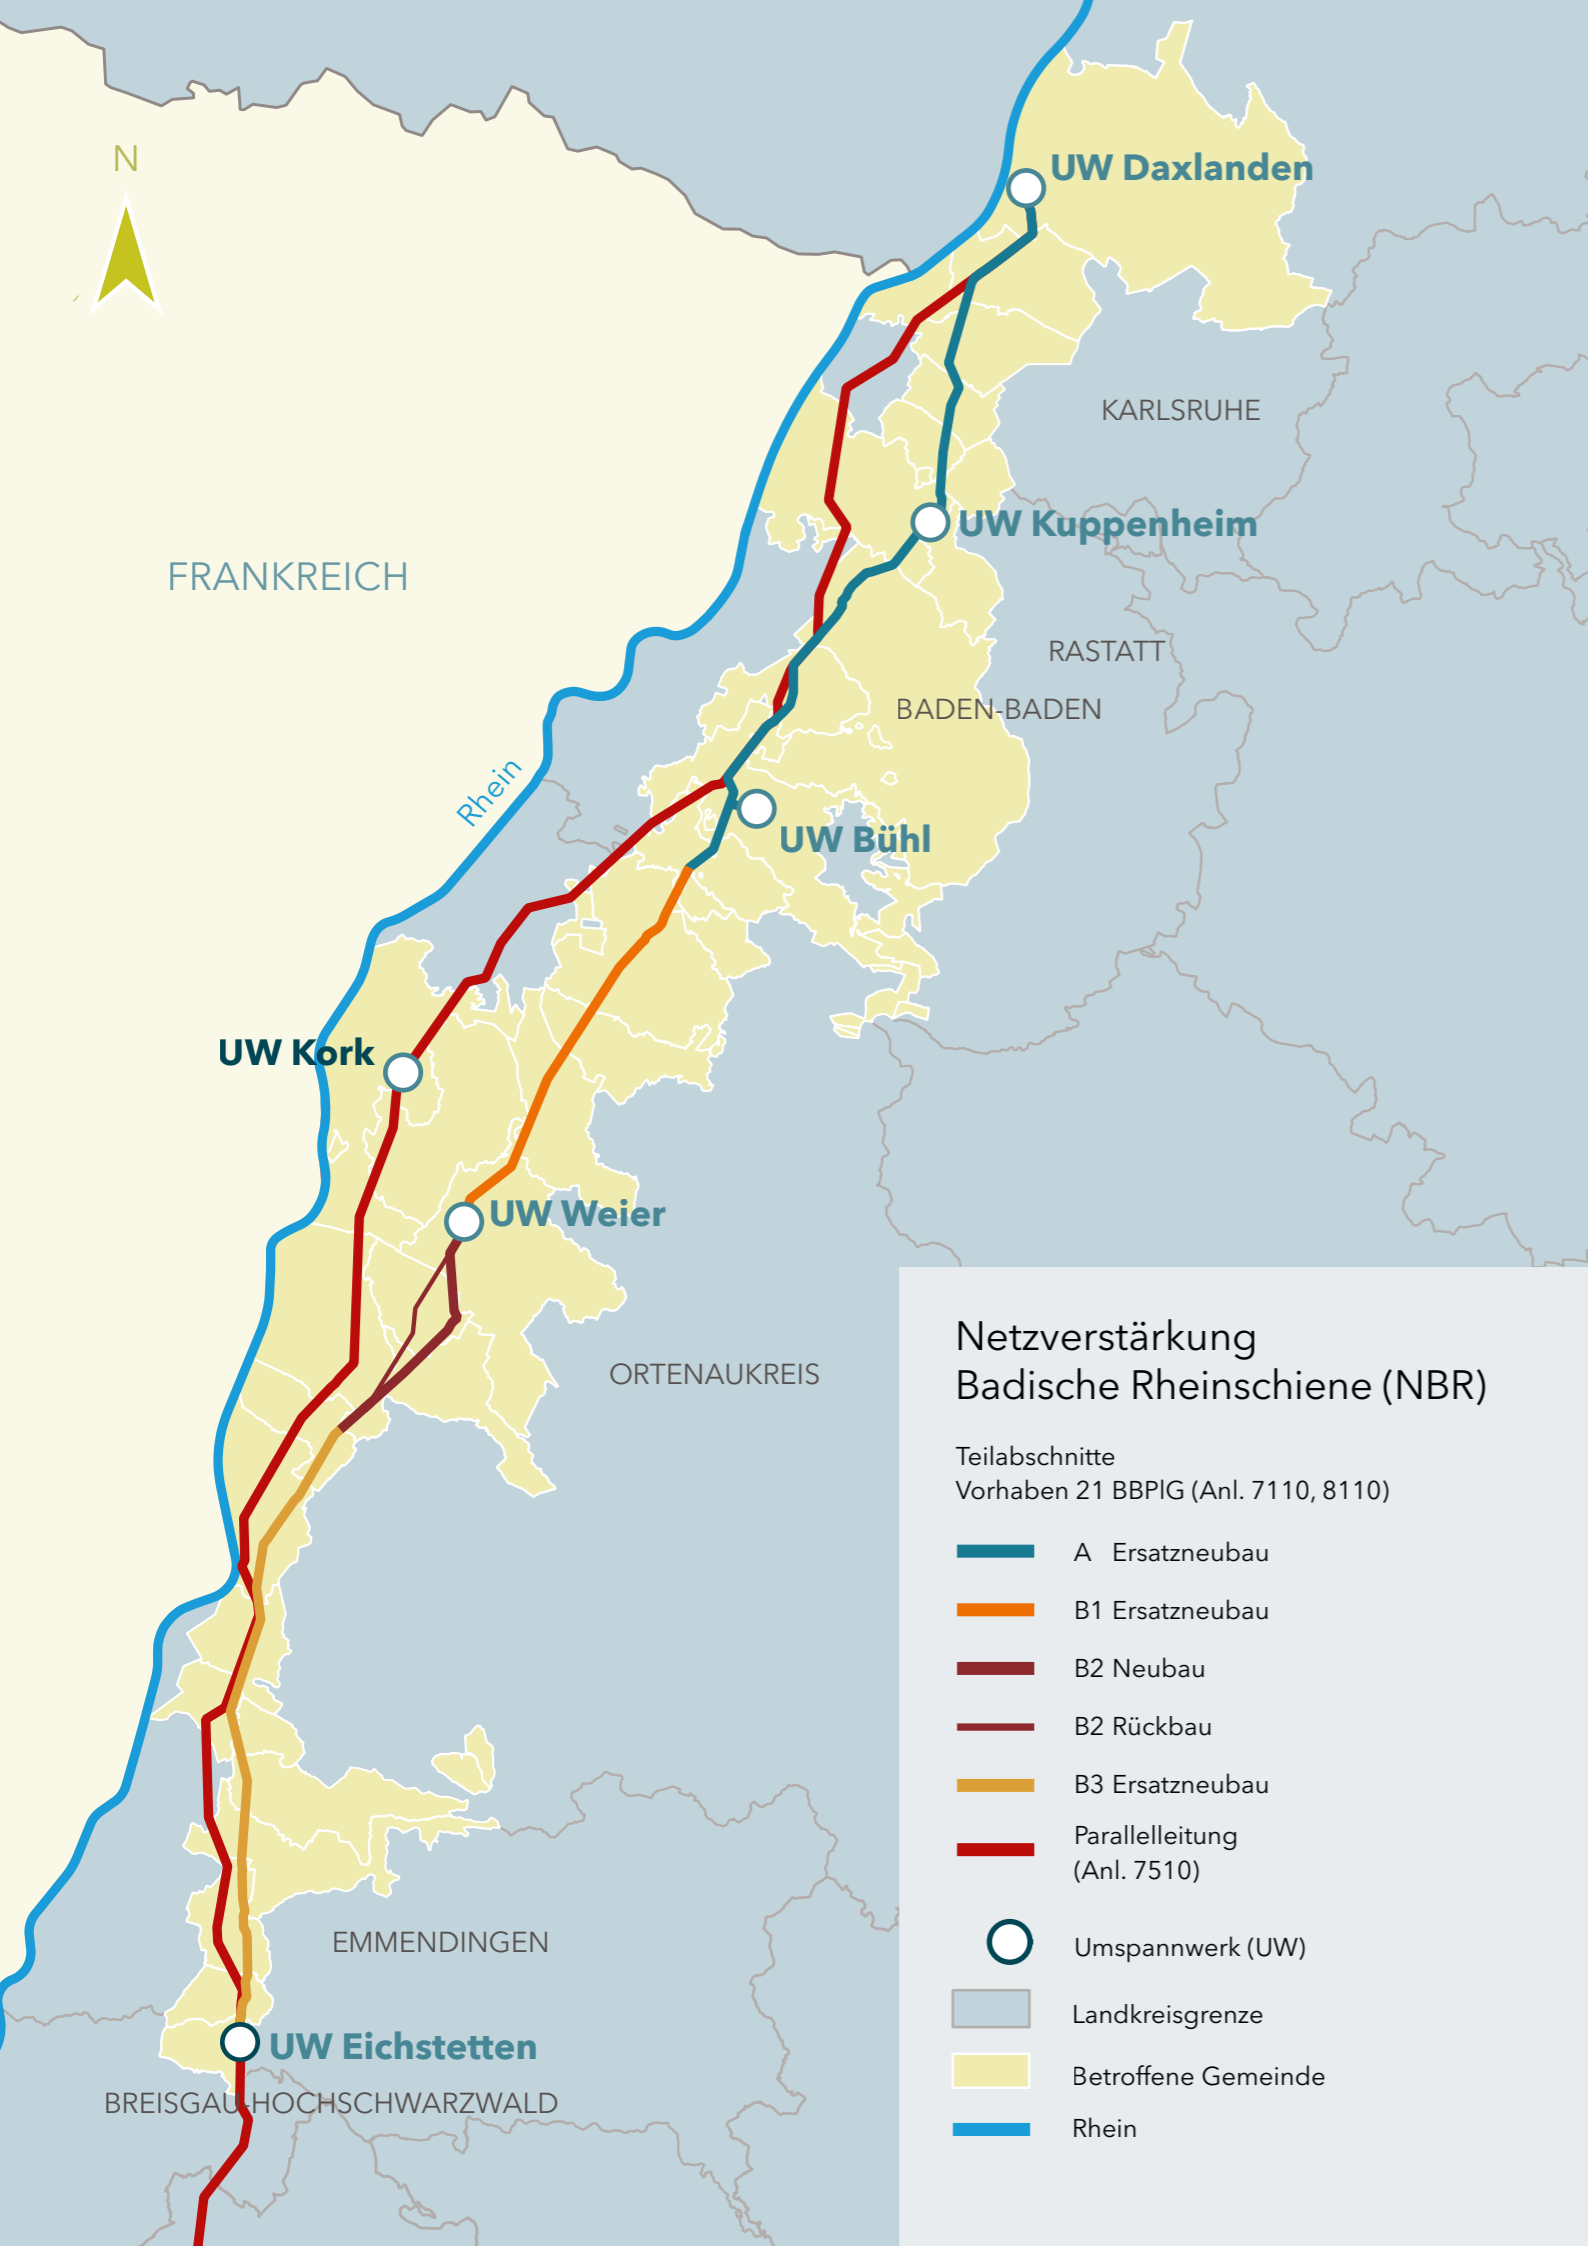 N
UW Daxlanden
KARLSRUHE
UW Kuppenheim
FRANKREICH
RASTATT
BADEN-BADEN
Rhein
UW Bühl
UW Kork
UW Weier
ORTENAUKREIS
EMMENDINGEN
UW Eichstetten
BREISGAU-HOCHSCHWARZWALD
Netzverstärkung
Badische Rheinschiene (NBR)
Teilabschnitte
Vorhaben 21 BBPlG (Anl. 7110, 8110)
A Ersatzneubau
B1 Ersatzneubau
B2 Neubau
B2 Rückbau
B3 Ersatzneubau
Parallelleitung
(Anl. 7510)
Umspannwerk (UW)
Landkreisgrenze
Betroffene Gemeinde
Rhein